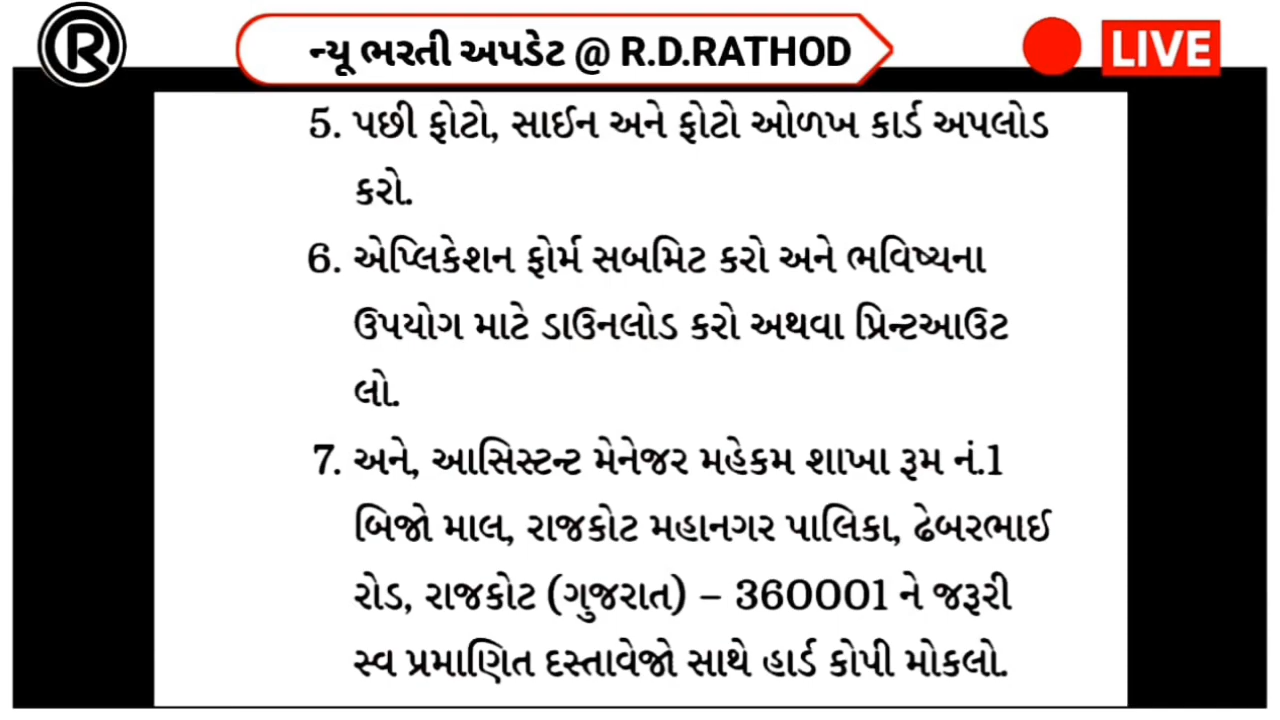 R
ન્યૂ ભરતી અપડેટ @ R.D.RATHOD
LIVE
5. પછી ફોટો, સાઈન અને ફોટો ઓળખ કાર્ડ અપલોડ
કરો.
6. એપ્લિકેશન ફોર્મ સબમિટ કરો અને ભવિષ્યના
ઉપયોગ માટે ડાઉનલોડ કરો અથવા પ્રિન્ટઆઉટ
લો.
7. અને, આસિસ્ટન્ટ મેનેજર મહેકમ શાખા રૂમ નં.1
બિજો માલ, રાજકોટ મહાનગર પાલિકા, ઢેબરભાઈ
રોડ, રાજકોટ (ગુજરાત) – 360001 ને જરૂરી
સ્વ પ્રમાણિત દસ્તાવેજો સાથે હાર્ડ કોપી મોકલો.